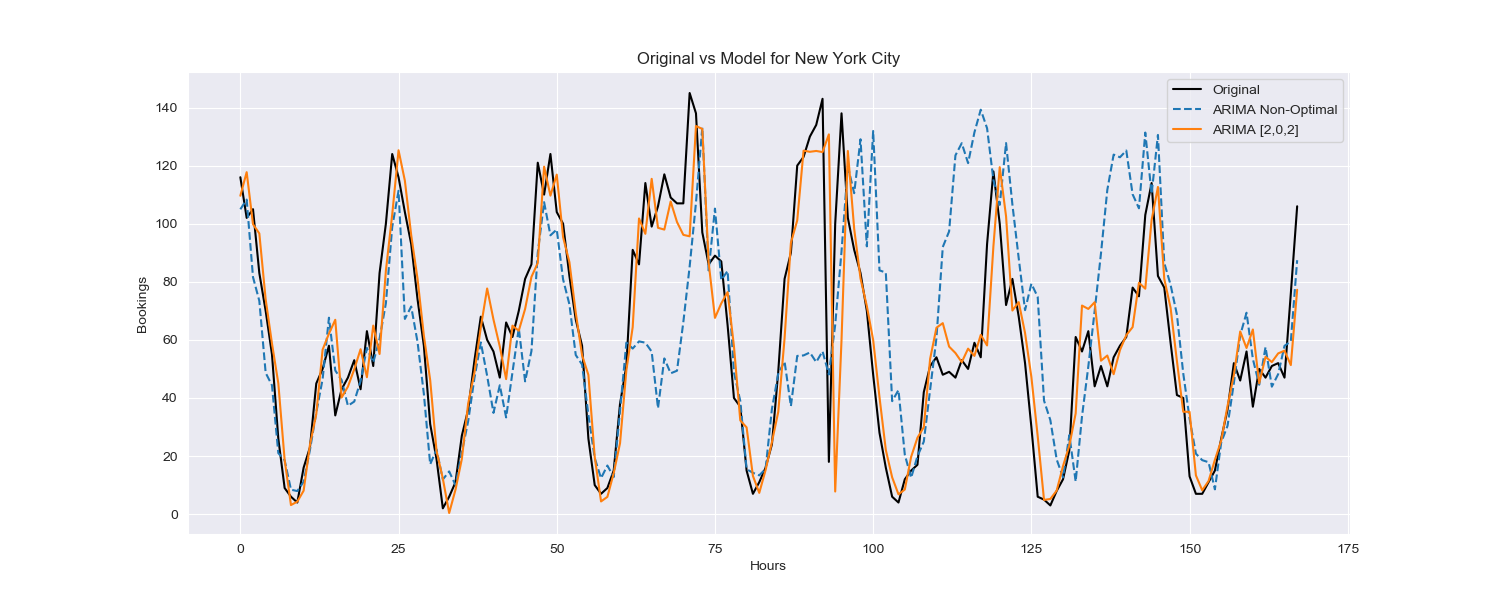 Original vs Model for New York City
Original
ARIMA Non-Optimal
ARIMA [2,0,2]
140
120
100
80
60
40
20
0
Bookings
0 25 50 75 100 125 150 175
Hours